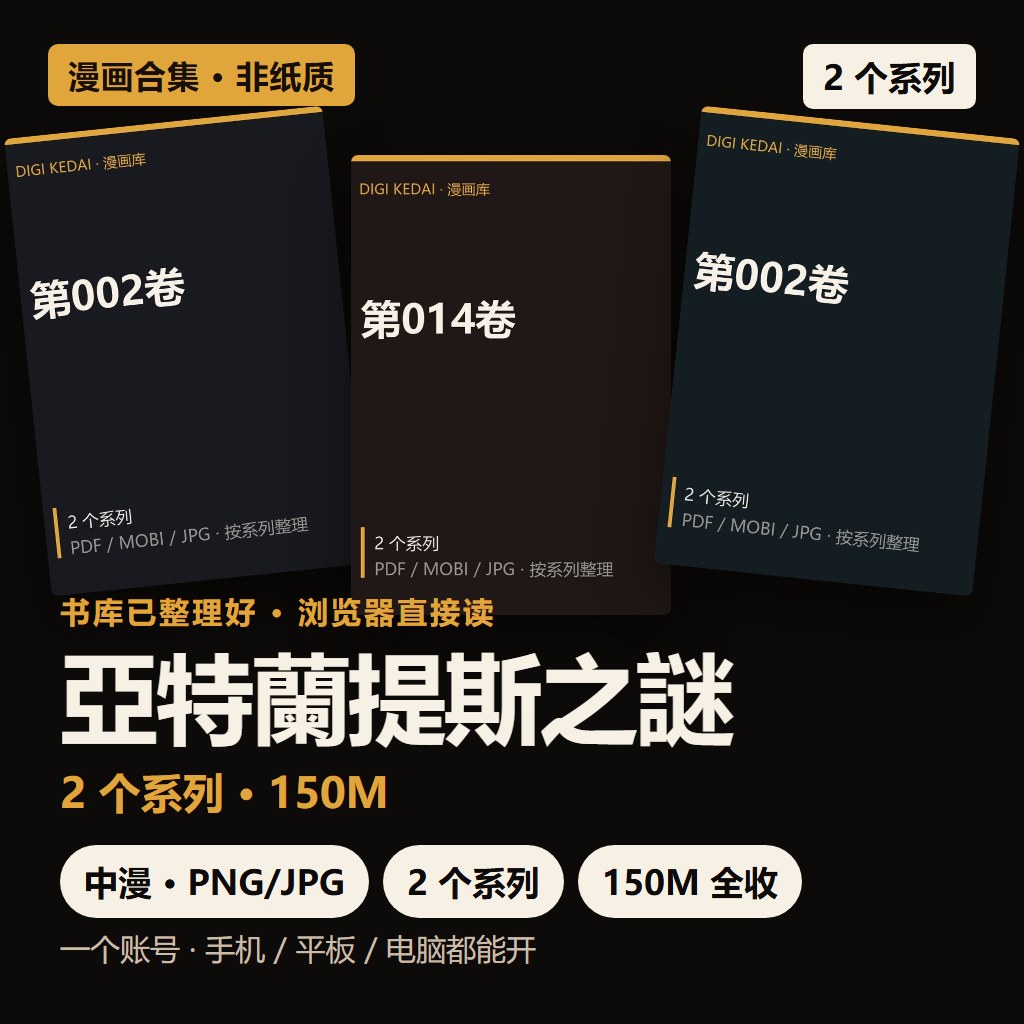 漫画合集 • 非纸质
2 个系列
DIGI KEDAI · 漫画库
第002卷
2 个系列
PDF / MOBI / JPG · 按系列整理
DIGI KEDAI · 漫画库
第014卷
2 个系列
PDF / MOBI / JPG · 按系列整理
DIGI KEDAI · 漫画库
第002卷
2 个系列
PDF / MOBI / JPG · 按系列整理
书库已整理好 • 浏览器直接读
亞特蘭提斯之謎
2 个系列 • 150M
中漫 • PNG/JPG
2 个系列
150M 全收
一个账号 · 手机 / 平板 / 电脑都能开